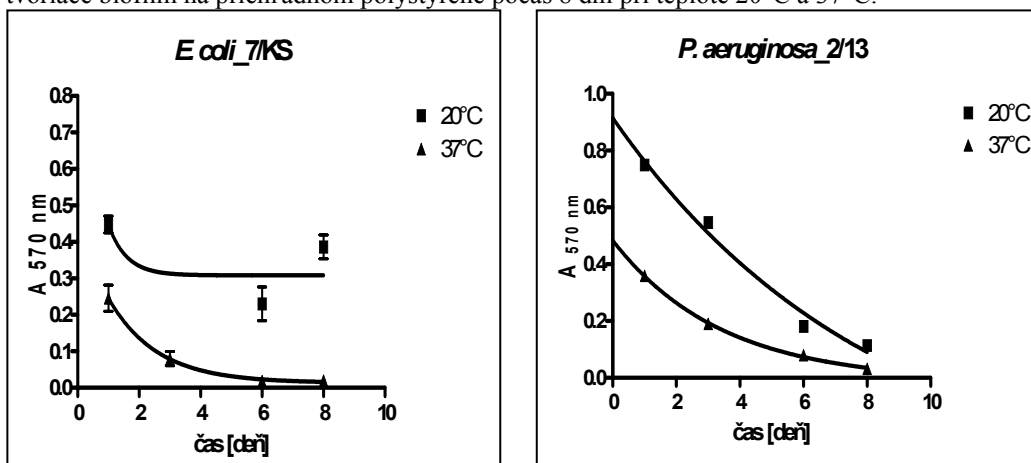 tvoriace biofilm na priehradnom polystyréne počas 8 dní pri teplote 20°C a 37°C.
E. coli_7/KS
0.8
0.7
0.6
0.5
0.4
0.3
0.2
0.1
0.0
A 570 nm
0 2 4 6 8 10
čas [deň]
20°C
37°C
P. aeruginosa_2/13
1.0
0.8
0.6
0.4
0.2
0.0
A 570 nm
0 2 4 6 8 10
čas [deň]
20°C
37°C